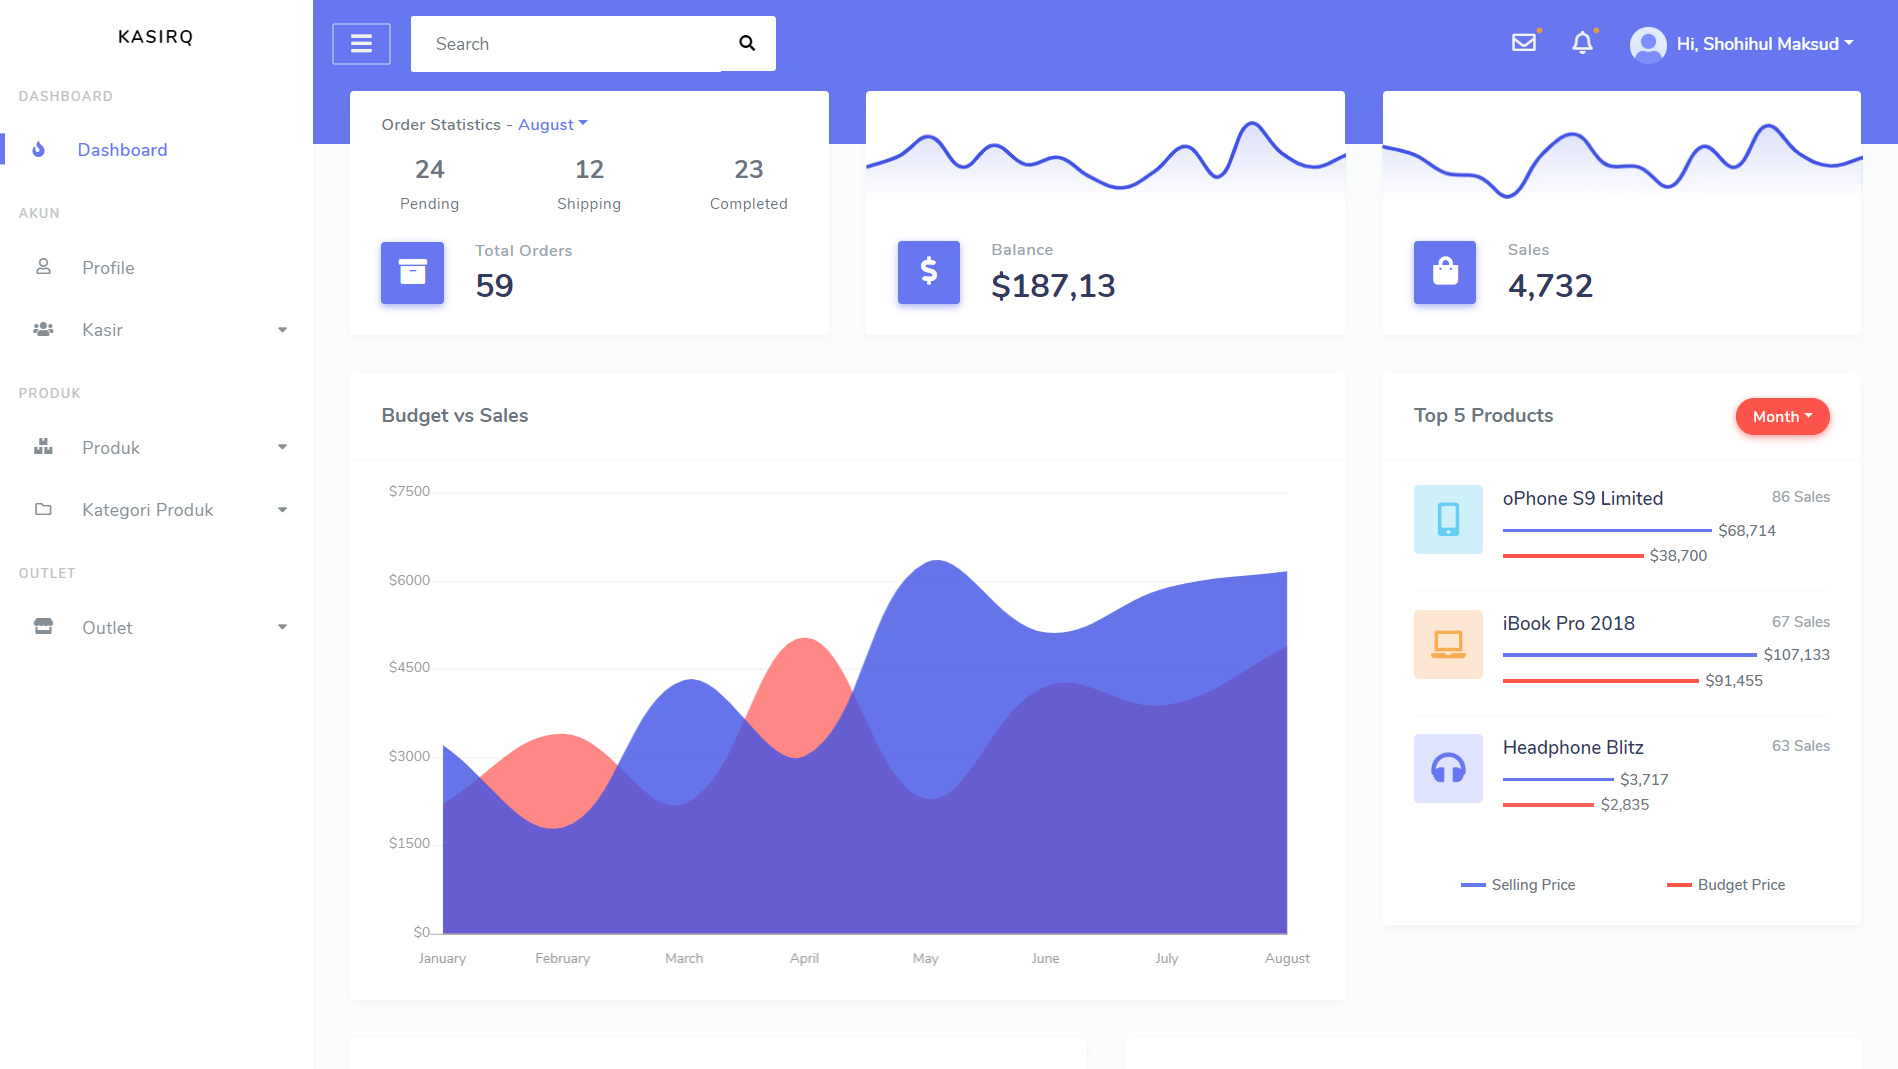 KASIRQ
DASHBOARD
Dashboard
AKUN
Profile
Kasir
PRODUK
Produk
Kategori Produk
OUTLET
Outlet
Search
Hi, Shohihul Maksud
Order Statistics - August
24 12 23
Pending Shipping Completed
Total Orders
59
Balance
$187,13
Sales
4,732
Budget vs Sales
$7500
$6000
$4500
$3000
$1500
$0
January February March April May June July August
Top 5 Products
Month
oPhone S9 Limited 86 Sales
$68,714
$38,700
iBook Pro 2018 67 Sales
$107,133
$91,455
Headphone Blitz 63 Sales
$3,717
$2,835
Selling Price Budget Price